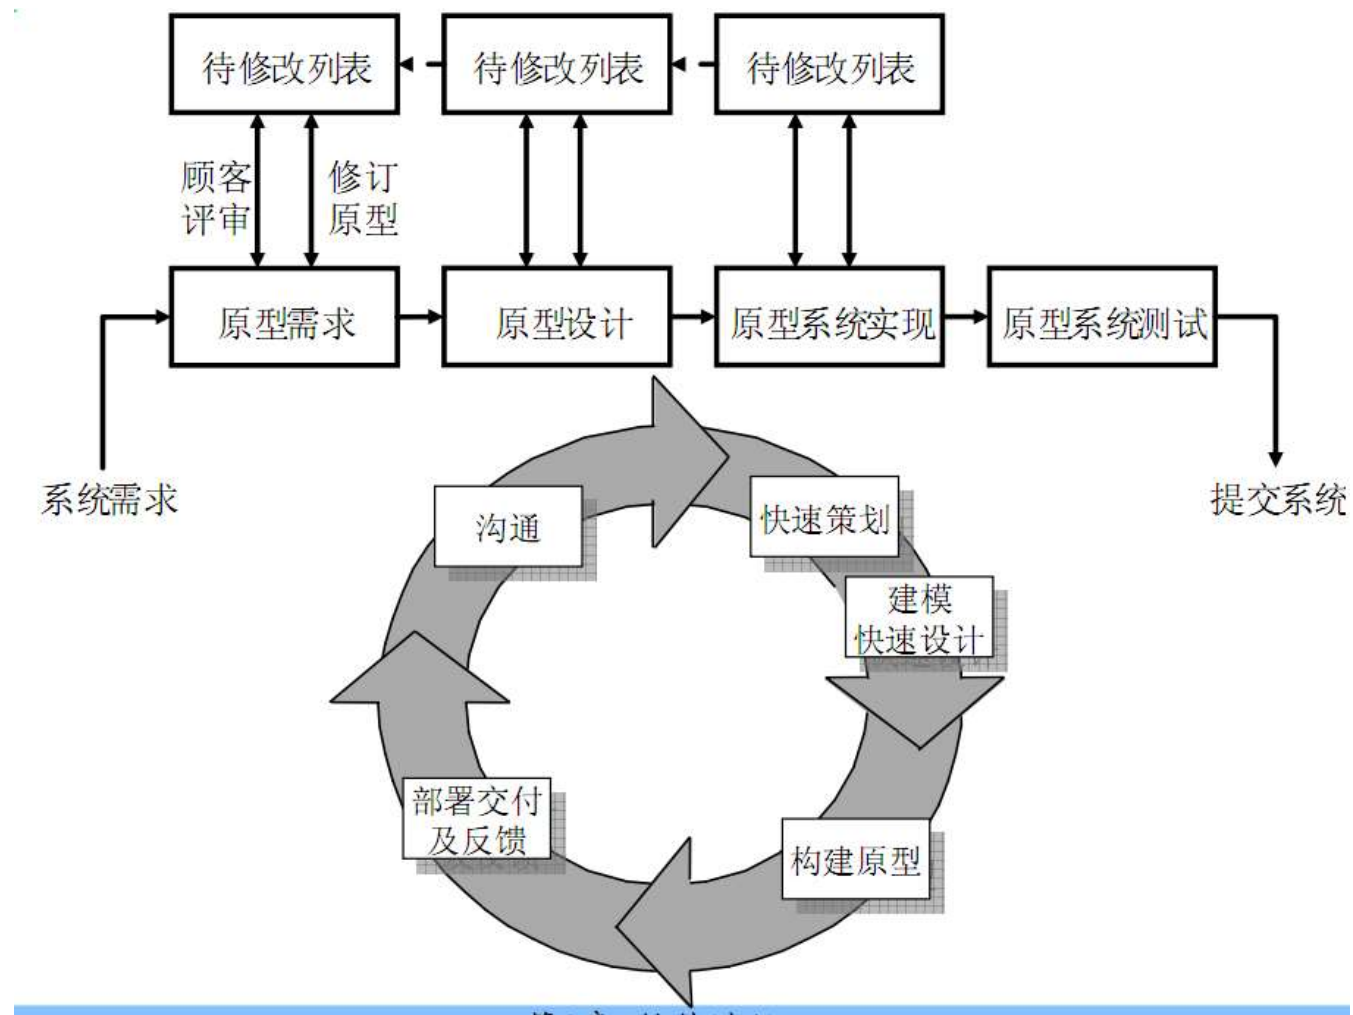 待修改列表
待修改列表
待修改列表
顾客
评审
修订
原型
原型需求
原型设计
原型系统实现
原型系统测试
系统需求
提交系统
沟通
快速策划
建模
快速设计
部署交付
及反馈
构建原型